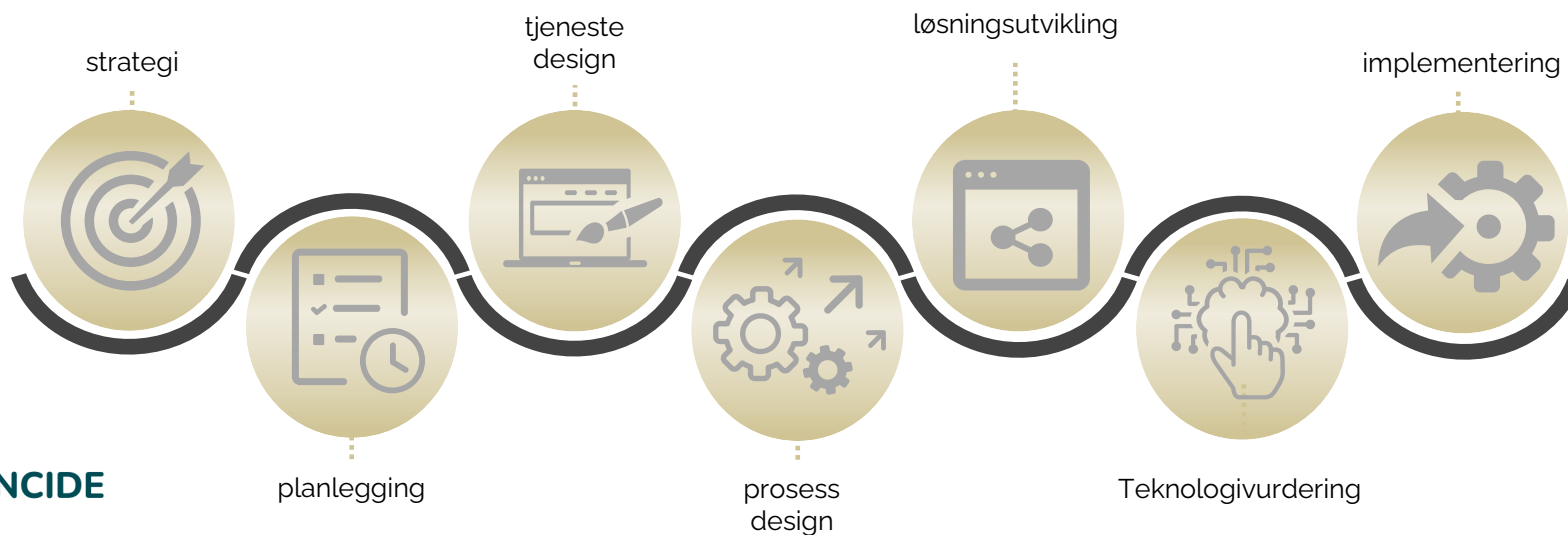 strategi
planlegging
tjeneste
design
prosess
design
løsningsutvikling
Teknologivurdering
implementering
NCIDE